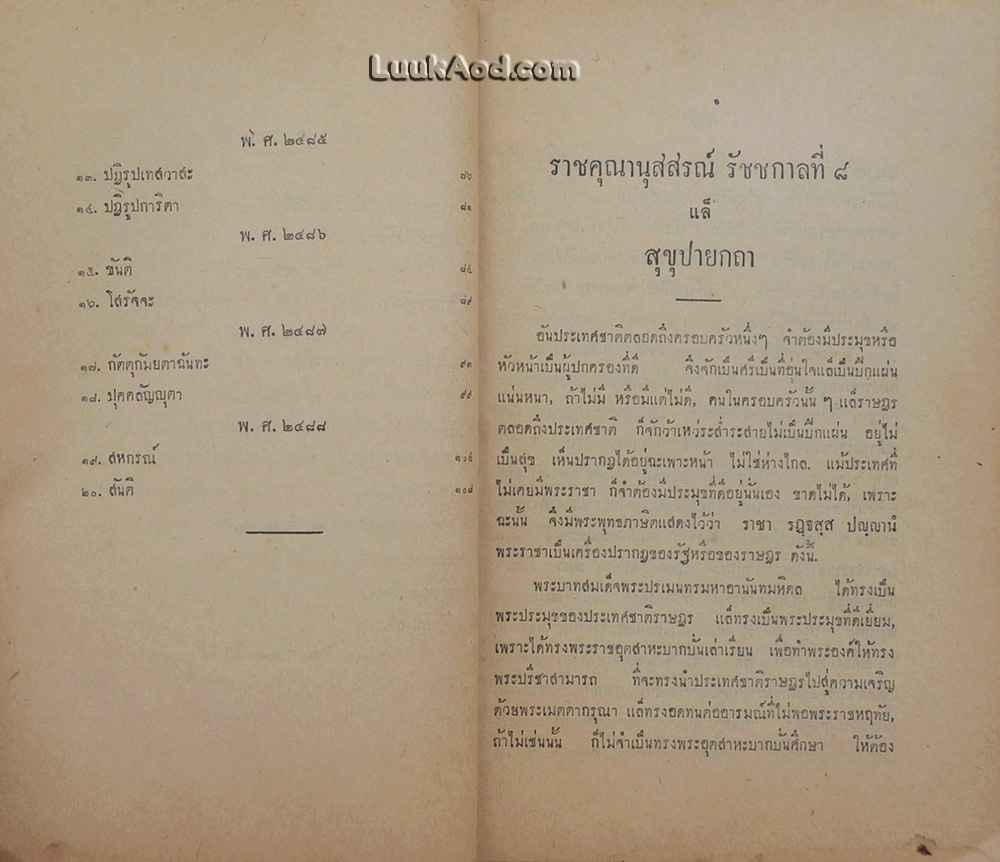 LuukAod.com
พ. ศ. ๒๔๘๕
๑๓. ปฏิรูปเทสวาสะ ๘๖
๑๔. ปฏิรูปการิตา ๘๑
พ. ศ. ๒๔๘๖
๑๕. ขันติ ๘๔
๑๖. โสรัจจะ ๘๙
พ. ศ. ๒๔๘๗
๑๗. กัตตุกัมยตาฉันทะ ๙๓
๑๘. ปุคคลัญญุตา ๙๙
พ. ศ. ๒๔๘๘
๑๙. สหกรณ์ ๑๐๔
๒๐. สันติ ๑๐๘
ราชคุณานุสสรณ์ รัชชกาลที่ ๘
แล
สุขุปายกถา
อันประเทศชาติตลอดถึงครอบครัวหนึ่งๆ จำต้องมีประมุขหรือ
หัวหน้าเป็นผู้ปกครองที่ดี จึงจักเป็นศรีเป็นที่อุ่นใจแลเป็นปึกแผ่น
แน่นหนา, ถ้าไม่มี หรือมีแต่ไม่ดี, คนในครอบครัวนั้น ๆ แลราษฎร
ตลอดถึงประเทศชาติ ก็จักว้าเหว่ระส่ำระสายไม่เป็นปึกแผ่น อยู่ไม่
เป็นสุข เห็นปรากฏได้อยู่ฉะเพาะหน้า ไม่ใช่ห่างไกล. แม้ประเทศที่
ไม่เคยมีพระราชา ก็จำต้องมีประมุขที่ดีอยู่นั่นเอง ขาดไม่ได้, เพราะ
ฉะนั้น จึงมีพระพุทธภาษิตแสดงไว้ว่า ราชา รฏฺฐสฺส ปญฺญาณํ
พระราชาเป็นเครื่องปรากฏของรัฐหรือของราษฎร ดังนี้.
พระบาทสมเด็จพระปรเมนทรมหาอานันทมหิดล ได้ทรงเป็น
พระประมุขของประเทศชาติราษฎร แลทรงเป็นพระประมุขที่ดีเยี่ยม,
เพราะได้ทรงพระราชอุตสาหะบากบั่นเล่าเรียน เพื่อทำพระองค์ให้ทรง
พระปรีชาสามารถ ที่จะทรงนำประเทศชาติราษฎรไปสู่ความเจริญ
ด้วยพระเมตตากรุณา แลทรงอดทนต่ออารมณ์ที่ไม่พอพระราชหฤทัย,
ถ้าไม่เช่นนั้น ก็ไม่จำเป็นทรงพระอุตสาหะบากบั่นศึกษา ให้ต้อง